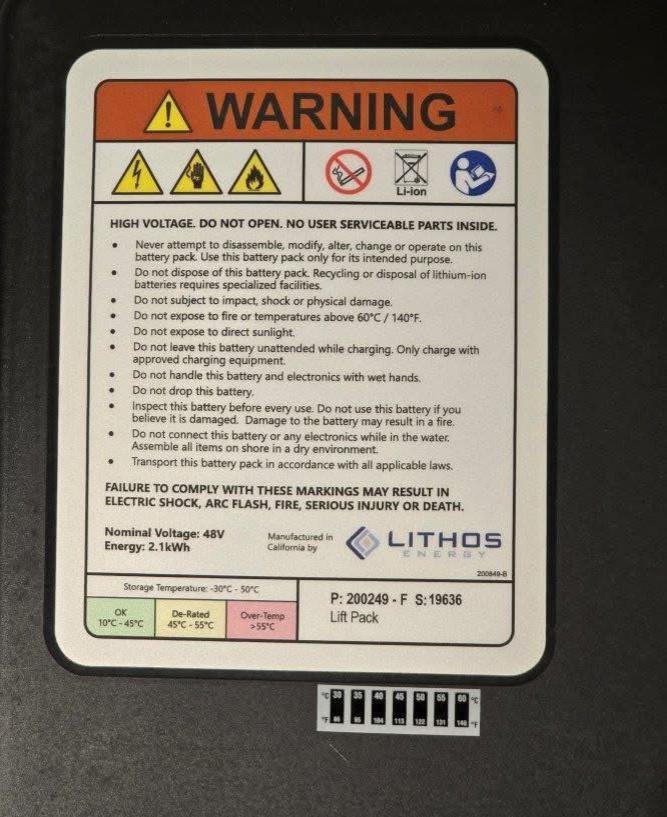 WARNING
Li-ion
HIGH VOLTAGE. DO NOT OPEN. NO USER SERVICEABLE PARTS INSIDE.
• Never attempt to disassemble, modify, alter, change or operate on this
battery pack. Use this battery pack only for its intended purpose.
• Do not dispose of this battery pack. Recycling or disposal of lithium-ion
batteries requires specialized facilities.
• Do not subject to impact, shock or physical damage.
• Do not expose to fire or temperatures above 60°C / 140°F.
• Do not expose to direct sunlight.
• Do not leave this battery unattended while charging. Only charge with
approved charging equipment.
• Do not handle this battery and electronics with wet hands.
• Do not drop this battery.
• Inspect this battery before every use. Do not use this battery if you
believe it is damaged. Damage to the battery may result in a fire.
• Do not connect this battery or any electronics while in the water.
Assemble all items on shore in a dry environment.
• Transport this battery pack in accordance with all applicable laws.
FAILURE TO COMPLY WITH THESE MARKINGS MAY RESULT IN
ELECTRIC SHOCK, ARC FLASH, FIRE, SERIOUS INJURY OR DEATH.
Nominal Voltage: 48V
Energy: 2.1kWh
Manufactured in
California by
LITHOS
ENERGY
200849-B
Storage Temperature: -30°C - 50°C
OK
10°C - 45°C
De-Rated
45°C - 55°C
Over-Temp
>55°C
P: 200249 - F S:19636
Lift Pack
°C 30 35 40 45 50 55 60 °C
°F 86 95 104 113 122 131 140 °F